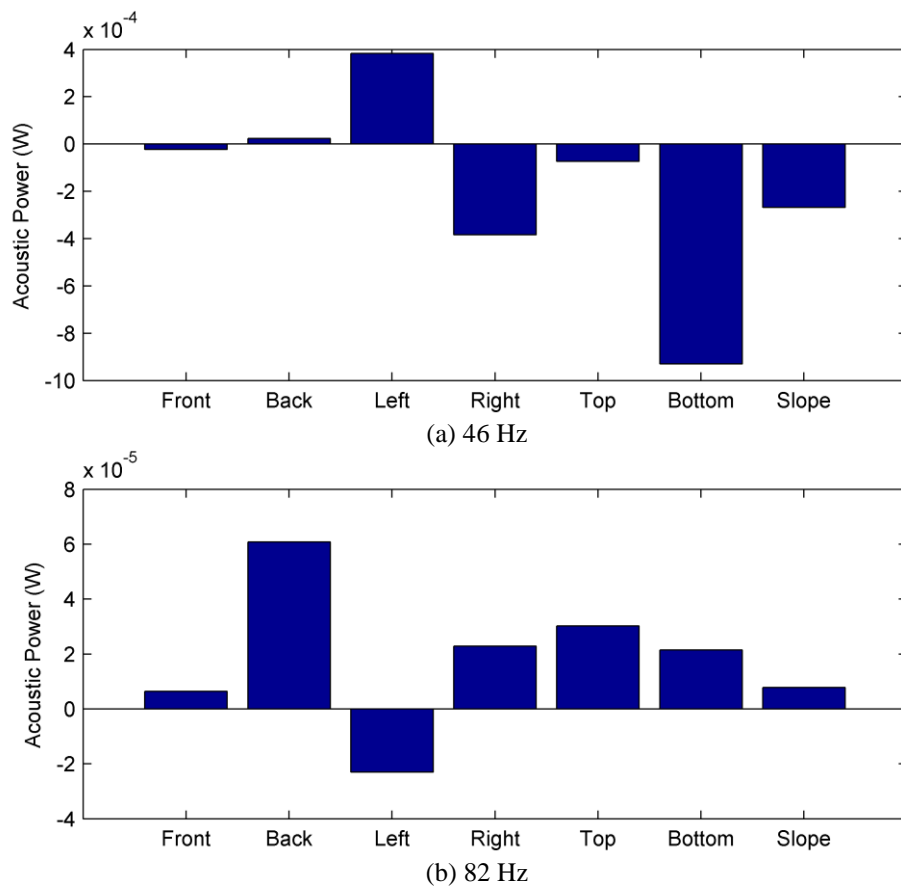 x 10-4
4
2
0
-2
-4
-6
-8
-10
Acoustic Power (W)
Front Back Left Right Top Bottom Slope
(a) 46 Hz
x 10-5
8
6
4
2
0
-2
-4
Acoustic Power (W)
Front Back Left Right Top Bottom Slope
(b) 82 Hz